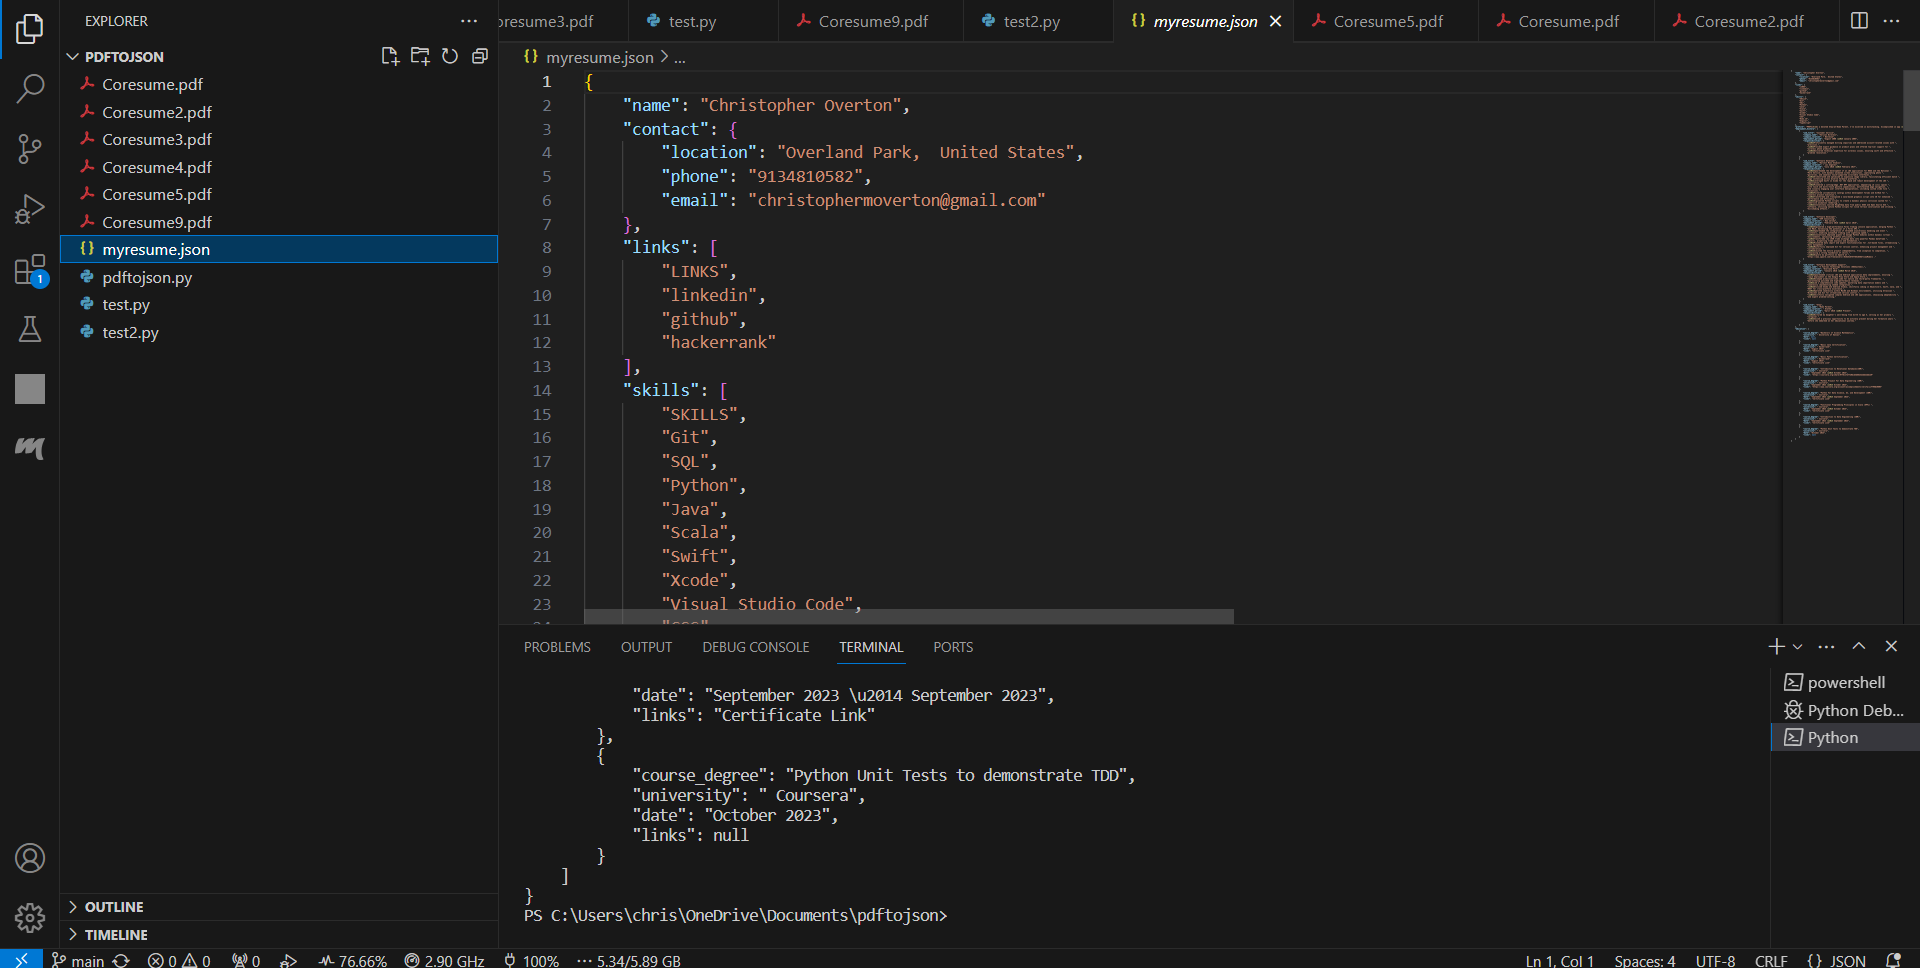 EXPLORER
PDFTOJSON
Coresume.pdf
Coresume2.pdf
Coresume3.pdf
Coresume4.pdf
Coresume5.pdf
Coresume9.pdf
myresume.json
pdftojson.py
test.py
test2.py
1
OUTLINE
TIMELINE
oresume3.pdf test.py Coresume9.pdf test2.py myresume.json Coresume5.pdf Coresume.pdf Coresume2.pdf
{} myresume.json > ...
1 {
2 "name": "Christopher Overton",
3 "contact": {
4 "location": "Overland Park,  United States",
5 "phone": "9134810582",
6 "email": "christophermoverton@gmail.com"
7 },
8 "links": [
9 "LINKS",
10 "linkedin",
11 "github",
12 "hackerrank"
13 ],
14 "skills": [
15 "SKILLS",
16 "Git",
17 "SQL",
18 "Python",
19 "Java",
20 "Scala",
21 "Swift",
22 "Xcode",
23 "Visual Studio Code",
PROBLEMS OUTPUT DEBUG CONSOLE TERMINAL PORTS
"date": "September 2023 \u2014 September 2023",
"links": "Certificate Link"
},
{
"course_degree": "Python Unit Tests to demonstrate TDD",
"university": " Coursera",
"date": "October 2023",
"links": null
}
]
}
PS C:\Users\chris\OneDrive\Documents\pdftojson>
powershell
Python Deb...
Python
main 0 0 0 76.66% 2.90 GHz 100% ... 5.34/5.89 GB Ln 1, Col 1 Spaces: 4 UTF-8 CRLF {} JSON